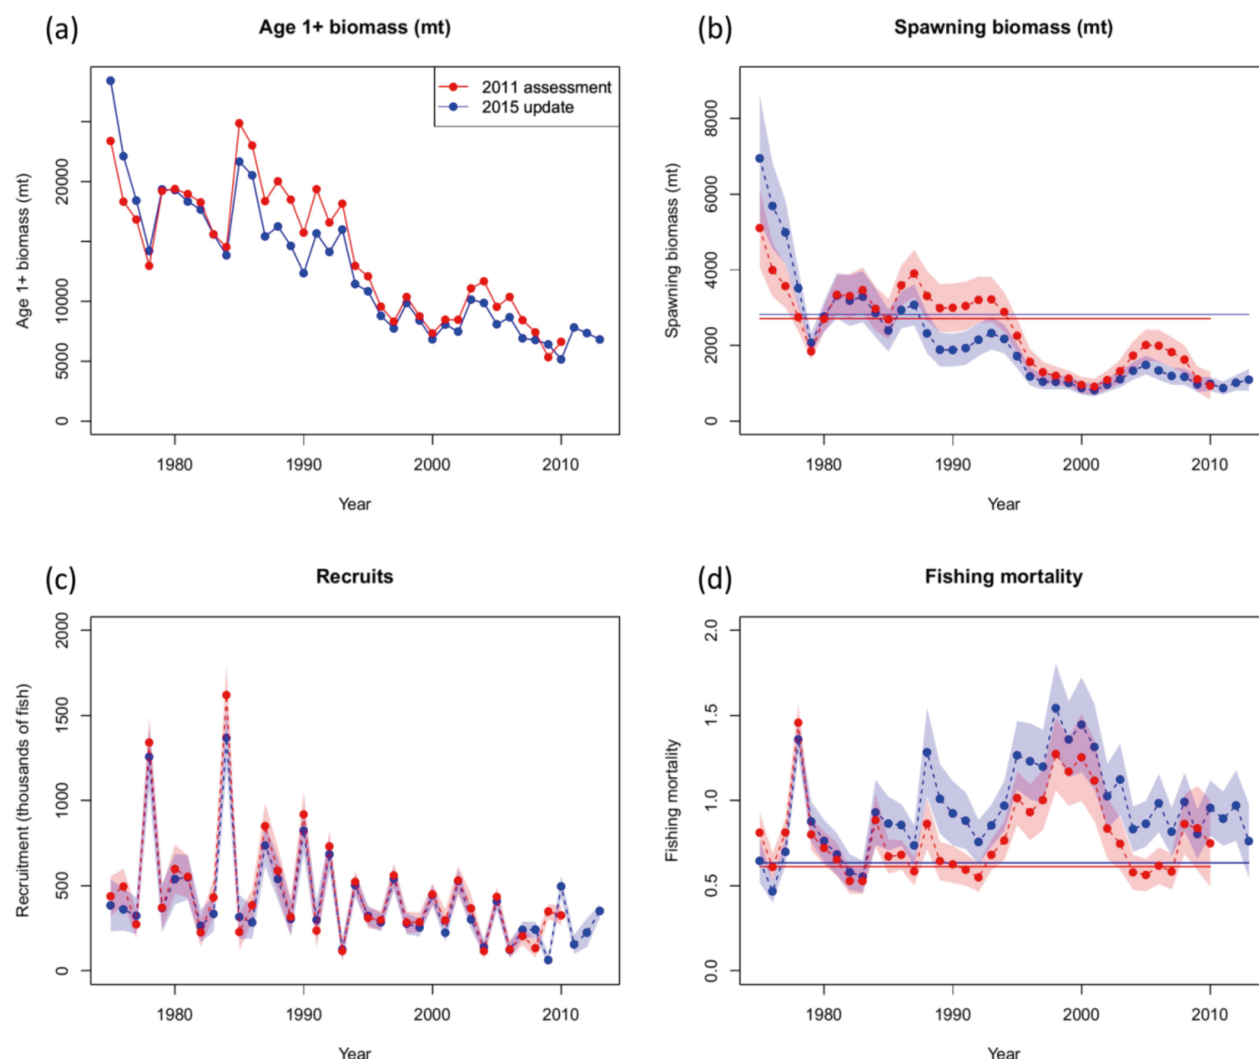 (a)
Age 1+ biomass (mt)
2011 assessment
2015 update
Age 1+ biomass (mt)
20000
10000
5000
0
1980
1990
2000
2010
Year
(b)
Spawning biomass (mt)
Spawning biomass (mt)
8000
6000
4000
2000
0
1980
1990
2000
2010
Year
(c)
Recruits
Recruitment (thousands of fish)
2000
1500
1000
500
0
1980
1990
2000
2010
Year
(d)
Fishing mortality
Fishing mortality
2.0
1.5
1.0
0.5
0.0
1980
1990
2000
2010
Year